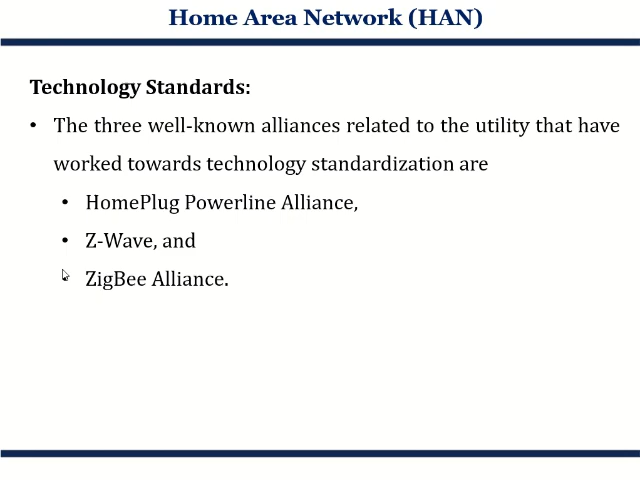 Home Area Network (HAN)
Technology Standards:
• The three well-known alliances related to the utility that have
worked towards technology standardization are
• HomePlug Powerline Alliance,
• Z-Wave, and
ZigBee Alliance.